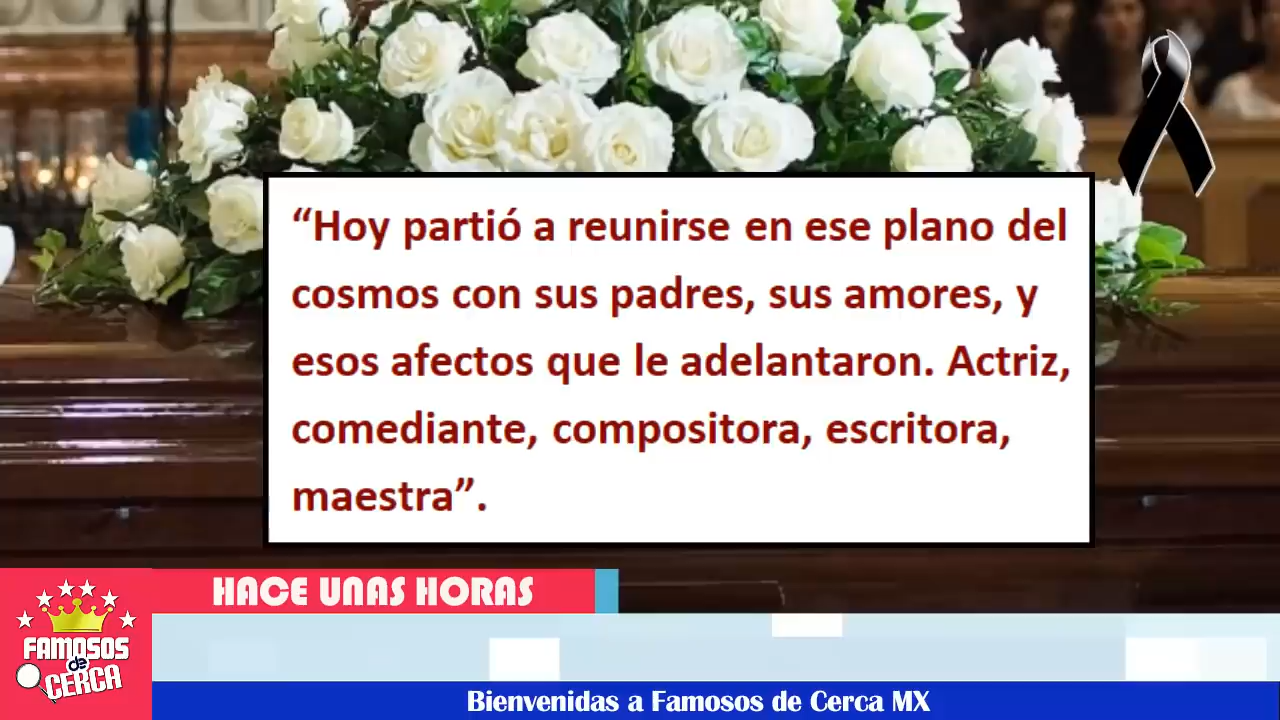 “Hoy partió a reunirse en ese plano del
cosmos con sus padres, sus amores, y
esos afectos que le adelantaron. Actriz,
comediante, compositora, escritora,
maestra”.
HACE UNAS HORAS
FAMOSOS
de
CERCA
Bienvenidas a Famosos de Cerca MX